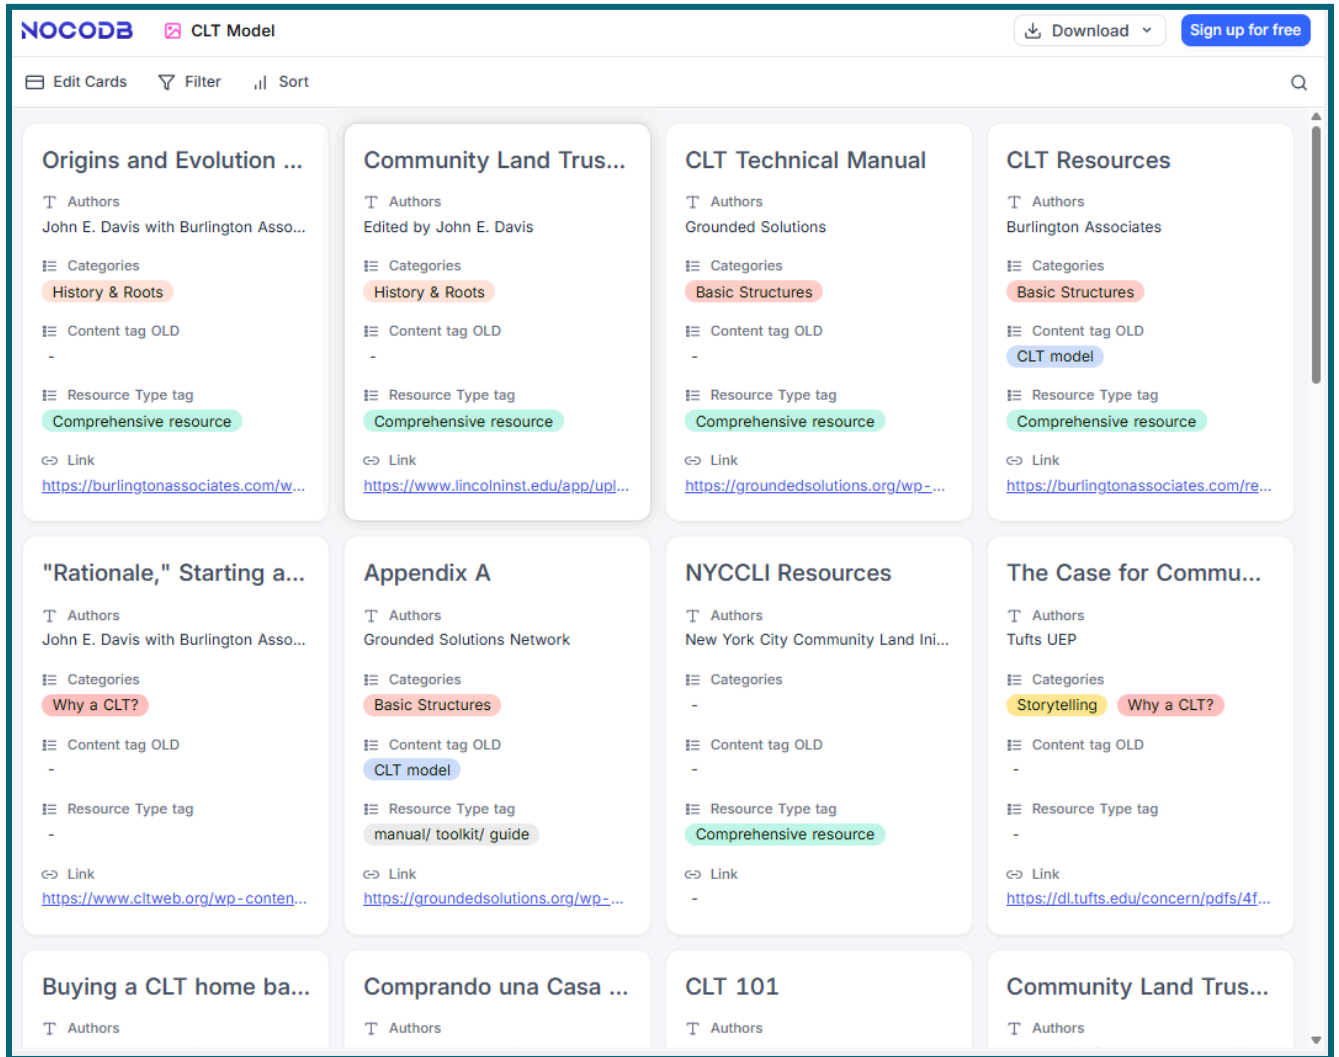 NOCODB
CLT Model
Download
Sign up for free
Edit Cards
Filter
Sort
Origins and Evolution ...
Authors
John E. Davis with Burlington Asso...
Categories
History & Roots
Content tag OLD
-
Resource Type tag
Comprehensive resource
Link
https://burlingtonassociates.com/w...
Community Land Trus...
Authors
Edited by John E. Davis
Categories
History & Roots
Content tag OLD
-
Resource Type tag
Comprehensive resource
Link
https://www.lincolninst.edu/app/upl...
CLT Technical Manual
Authors
Grounded Solutions
Categories
Basic Structures
Content tag OLD
-
Resource Type tag
Comprehensive resource
Link
https://groundedsolutions.org/wp-...
CLT Resources
Authors
Burlington Associates
Categories
Basic Structures
Content tag OLD
CLT model
Resource Type tag
Comprehensive resource
Link
https://burlingtonassociates.com/re...
"Rationale," Starting a...
Authors
John E. Davis with Burlington Asso...
Categories
Why a CLT?
Content tag OLD
-
Resource Type tag
-
Link
https://www.cltweb.org/wp-conten...
Appendix A
Authors
Grounded Solutions Network
Categories
Basic Structures
Content tag OLD
CLT model
Resource Type tag
manual/ toolkit/ guide
Link
https://groundedsolutions.org/wp-...
NYCCLI Resources
Authors
New York City Community Land Ini...
Categories
-
Content tag OLD
-
Resource Type tag
Comprehensive resource
Link
-
The Case for Commu...
Authors
Tufts UEP
Categories
Storytelling Why a CLT?
Content tag OLD
-
Resource Type tag
-
Link
https://dl.tufts.edu/concern/pdfs/4f...
Buying a CLT home ba...
Authors
Comprando una Casa ...
Authors
CLT 101
Authors
Community Land Trus...
Authors